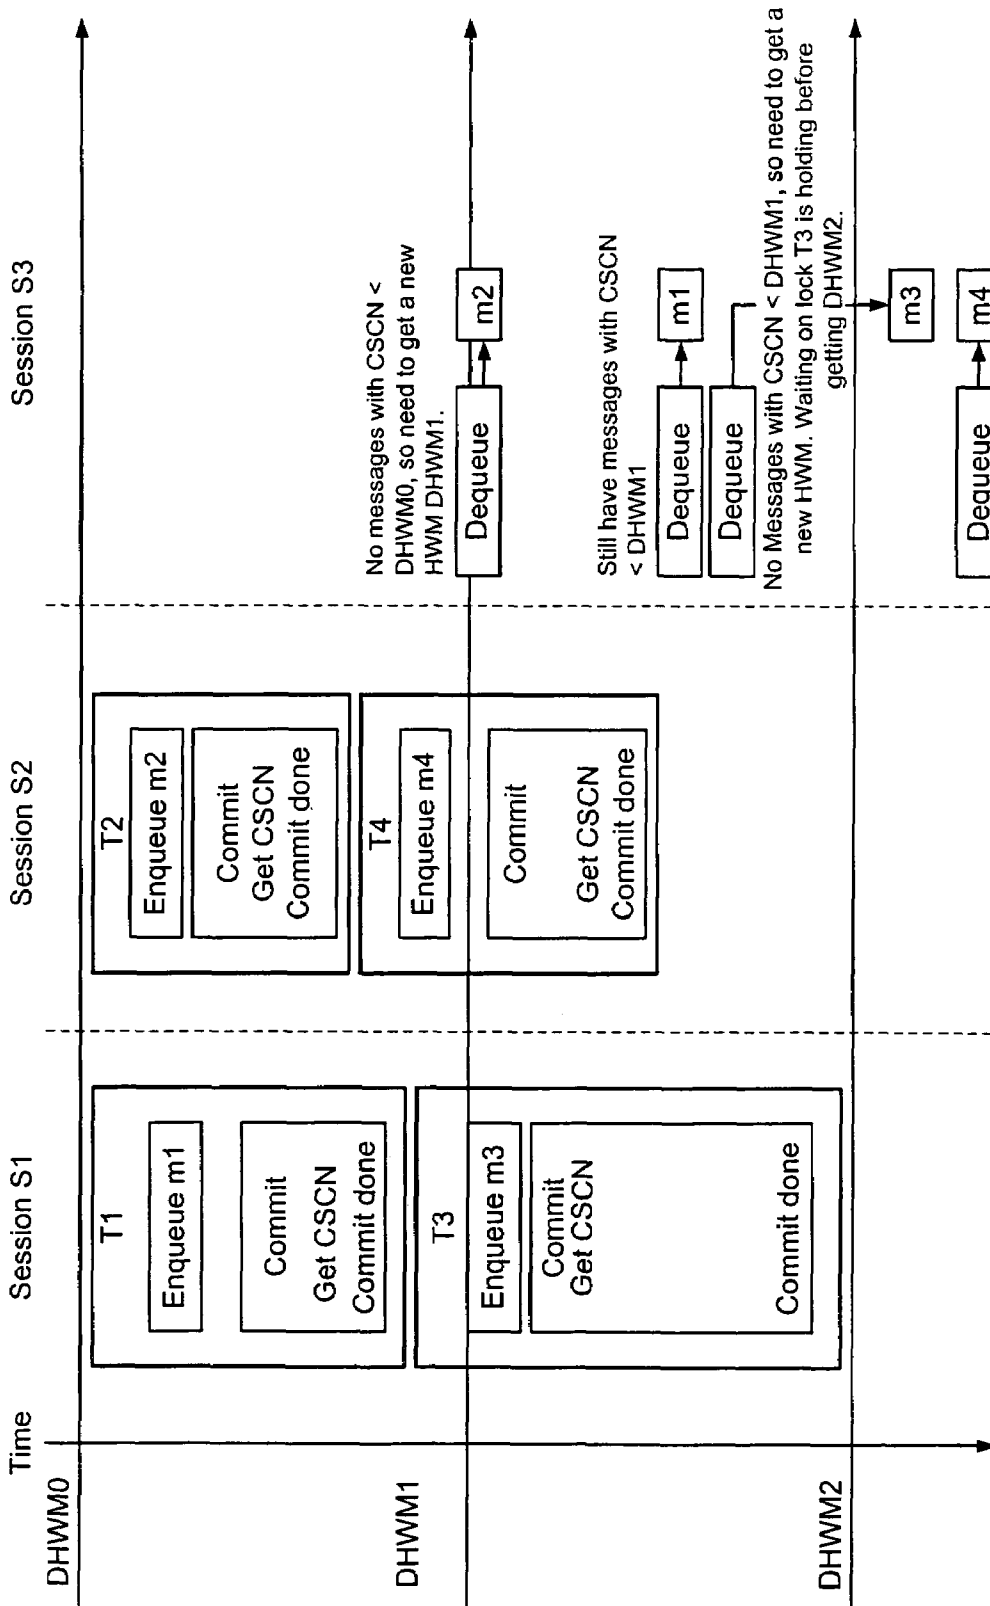 Time
Session S1
Session S2
Session S3
DHWM0
DHWM1
DHWM2
T1
Enqueue m1
Commit
Get CSCN
Commit done
T3
Enqueue m3
Commit
Get CSCN
Commit done
T2
Enqueue m2
Commit
Get CSCN
Commit done
T4
Enqueue m4
Commit
Get CSCN
Commit done
No messages with CSCN <
DHWM0, so need to get a new
HWM DHWM1.
Dequeue
m2
Still have messages with CSCN
< DHWM1
Dequeue
m1
Dequeue
No Messages with CSCN < DHWM1, so need to get a
new HWM. Waiting on lock T3 is holding before
getting DHWM2.
m3
Dequeue
m4